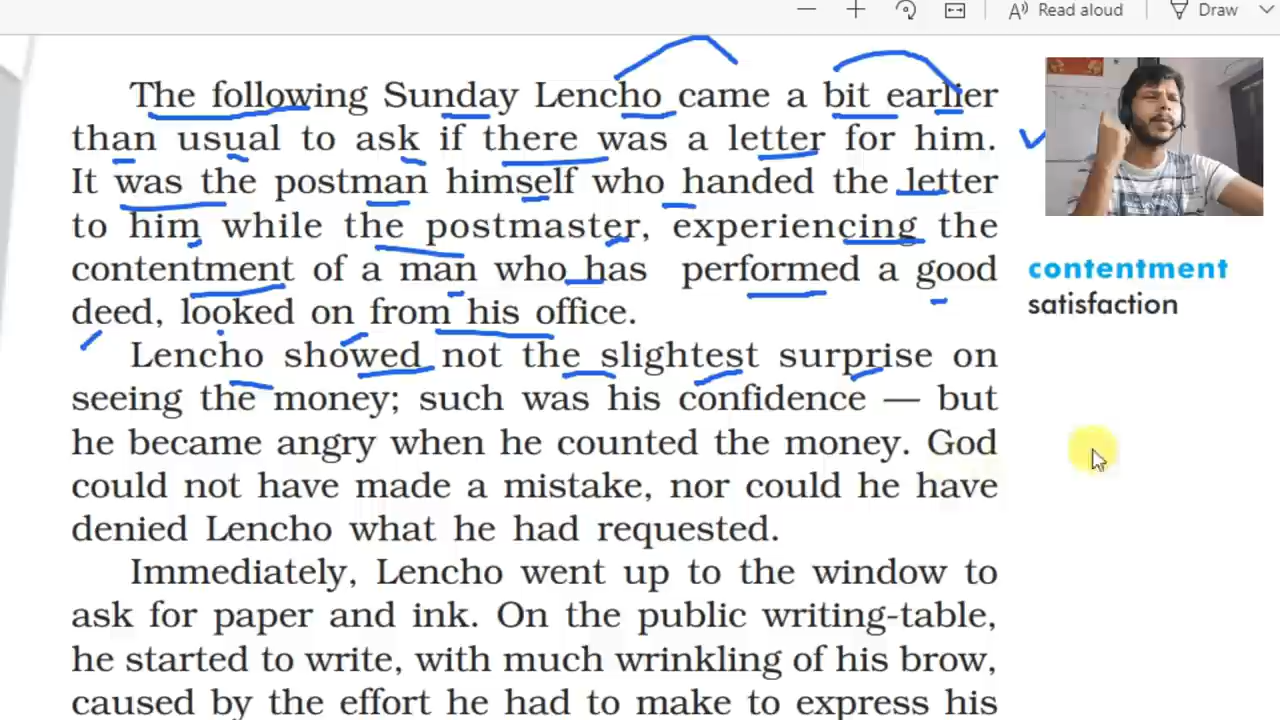 Read aloud
Draw
The following Sunday Lencho came a bit earlier
than usual to ask if there was a letter for him.
It was the postman himself who handed the letter
to him while the postmaster, experiencing the
contentment of a man who has performed a good
deed, looked on from his office.
contentment
satisfaction
Lencho showed not the slightest surprise on
seeing the money; such was his confidence — but
he became angry when he counted the money. God
could not have made a mistake, nor could he have
denied Lencho what he had requested.
Immediately, Lencho went up to the window to
ask for paper and ink. On the public writing-table,
he started to write, with much wrinkling of his brow,
caused by the effort he had to make to express his